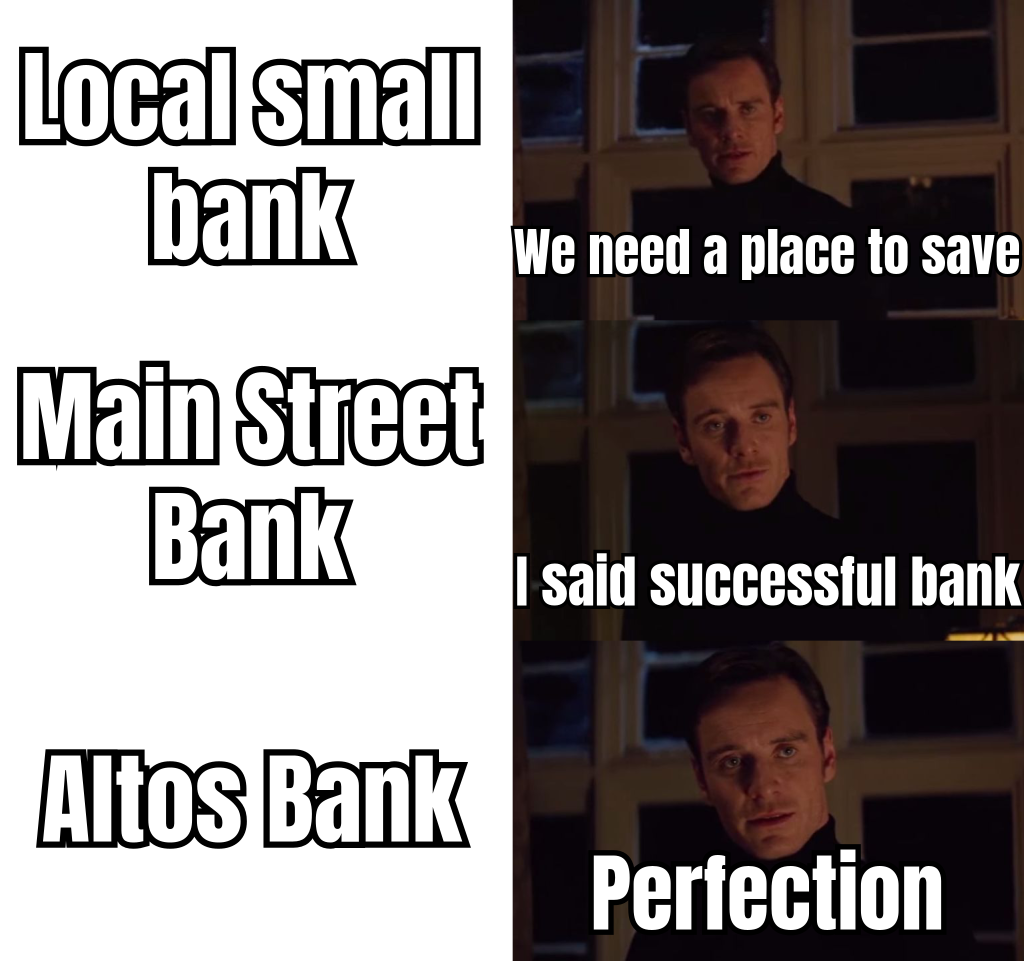 Local small
bank
We need a place to save
Main Street
Bank
I said successful bank
Altos Bank
Perfection